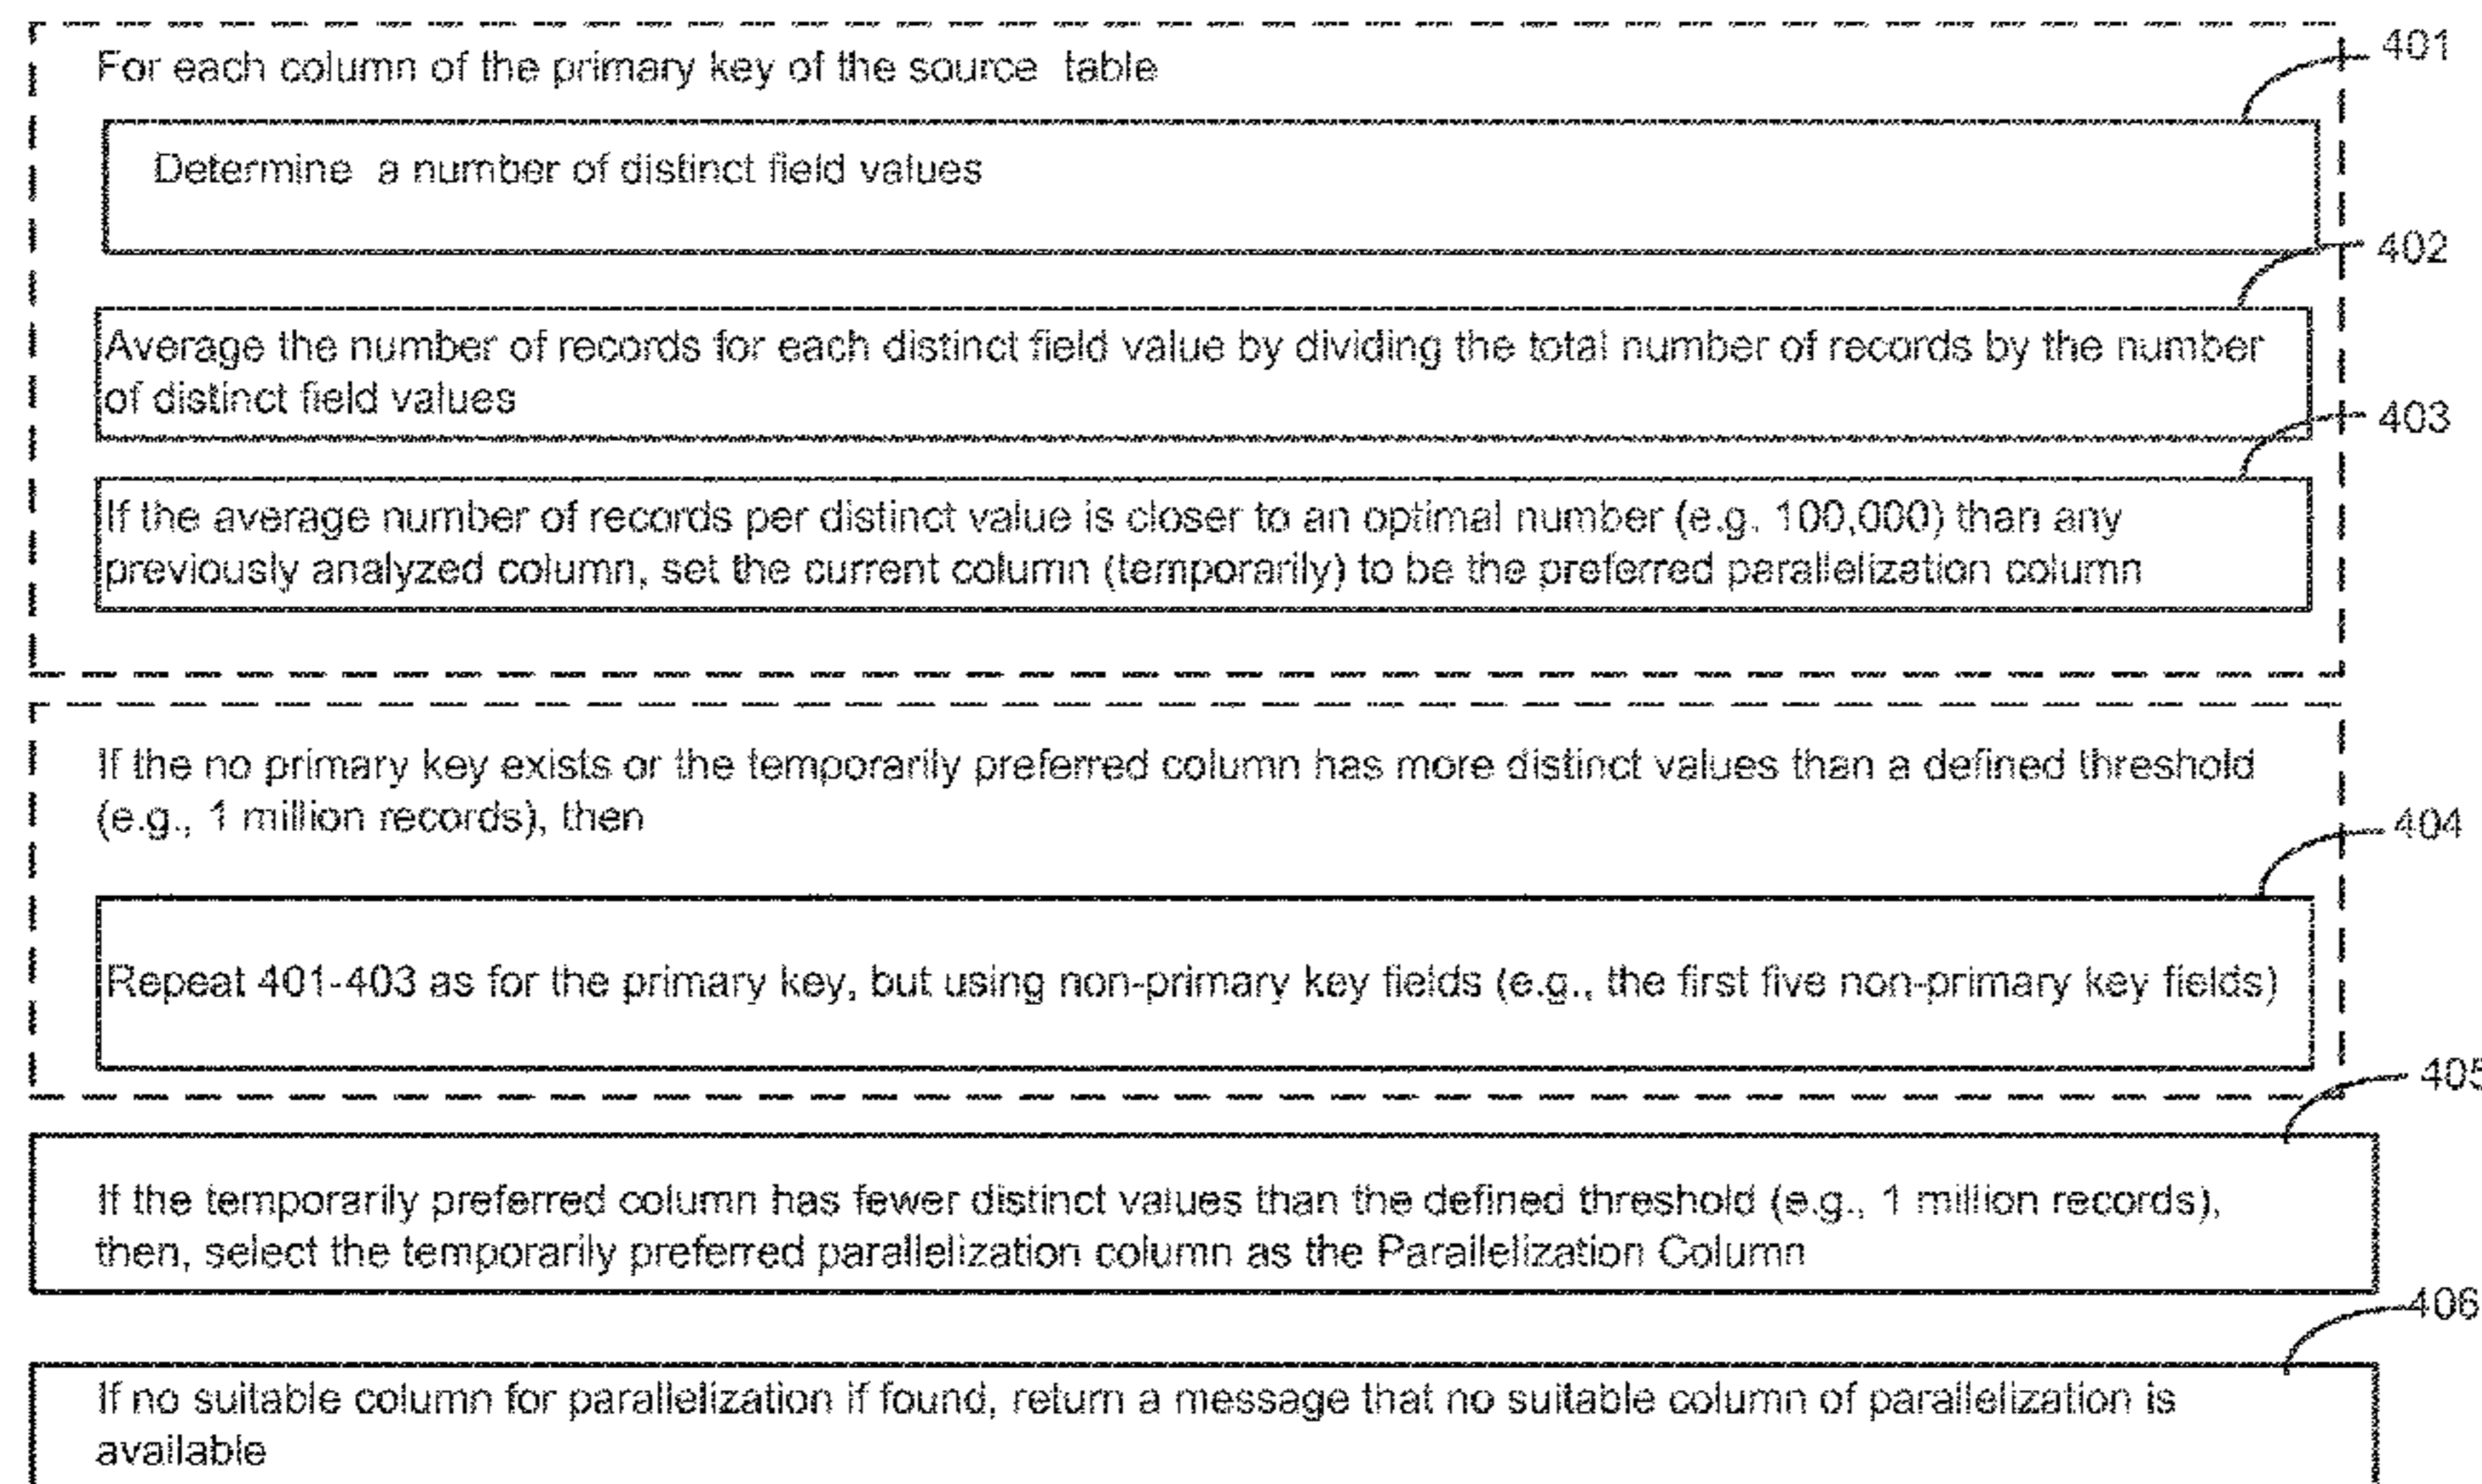 For each column of the primary key of the source table
401
Determine a number of distinct field values
402
Average the number of records for each distinct field value by dividing the total number of records by the number
of distinct field values
403
If the average number of records per distinct value is closer to an optimal number (e.g. 100,000) than any
previously analyzed column, set the current column (temporarily) to be the preferred parallelization column
If the no primary key exists or the temporarily preferred column has more distinct values than a defined threshold
(e.g., 1 million records), then
404
Repeat 401-403 as for the primary key, but using non-primary key fields (e.g., the first five non-primary key fields)
405
If the temporarily preferred column has fewer distinct values than the defined threshold (e.g., 1 million records),
then, select the temporarily preferred parallelization column as the Parallelization Column
406
If no suitable column for parallelization if found, return a message that no suitable column of parallelization is
available